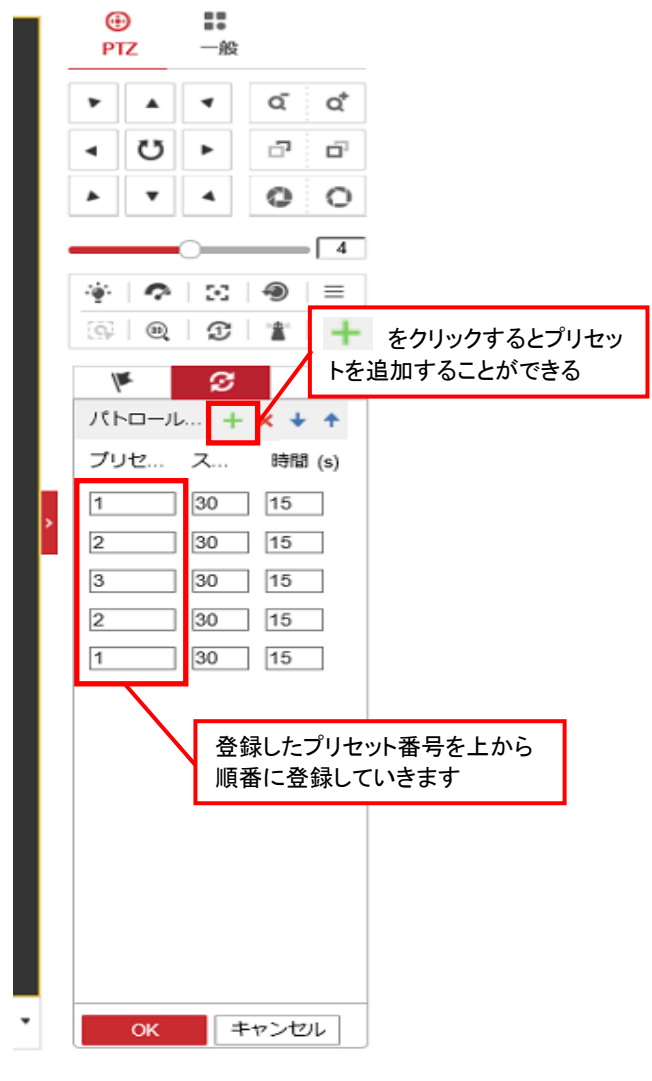 PTZ 一般
4
+ をクリックするとプリセッ
トを追加することができる
パトロール...
プリセ... ス... 時間 (s)
1 30 15
2 30 15
3 30 15
2 30 15
1 30 15
登録したプリセット番号を上から
順番に登録していきます
OK キャンセル